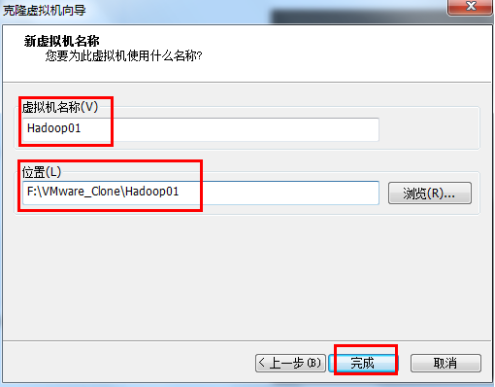 克隆虚拟机向导
新虚拟机名称
您要为此虚拟机使用什么名称?
虚拟机名称(V)
Hadoop01
位置(L)
F:\VMware_Clone\Hadoop01
浏览(R)...
< 上一步(B)
完成
取消